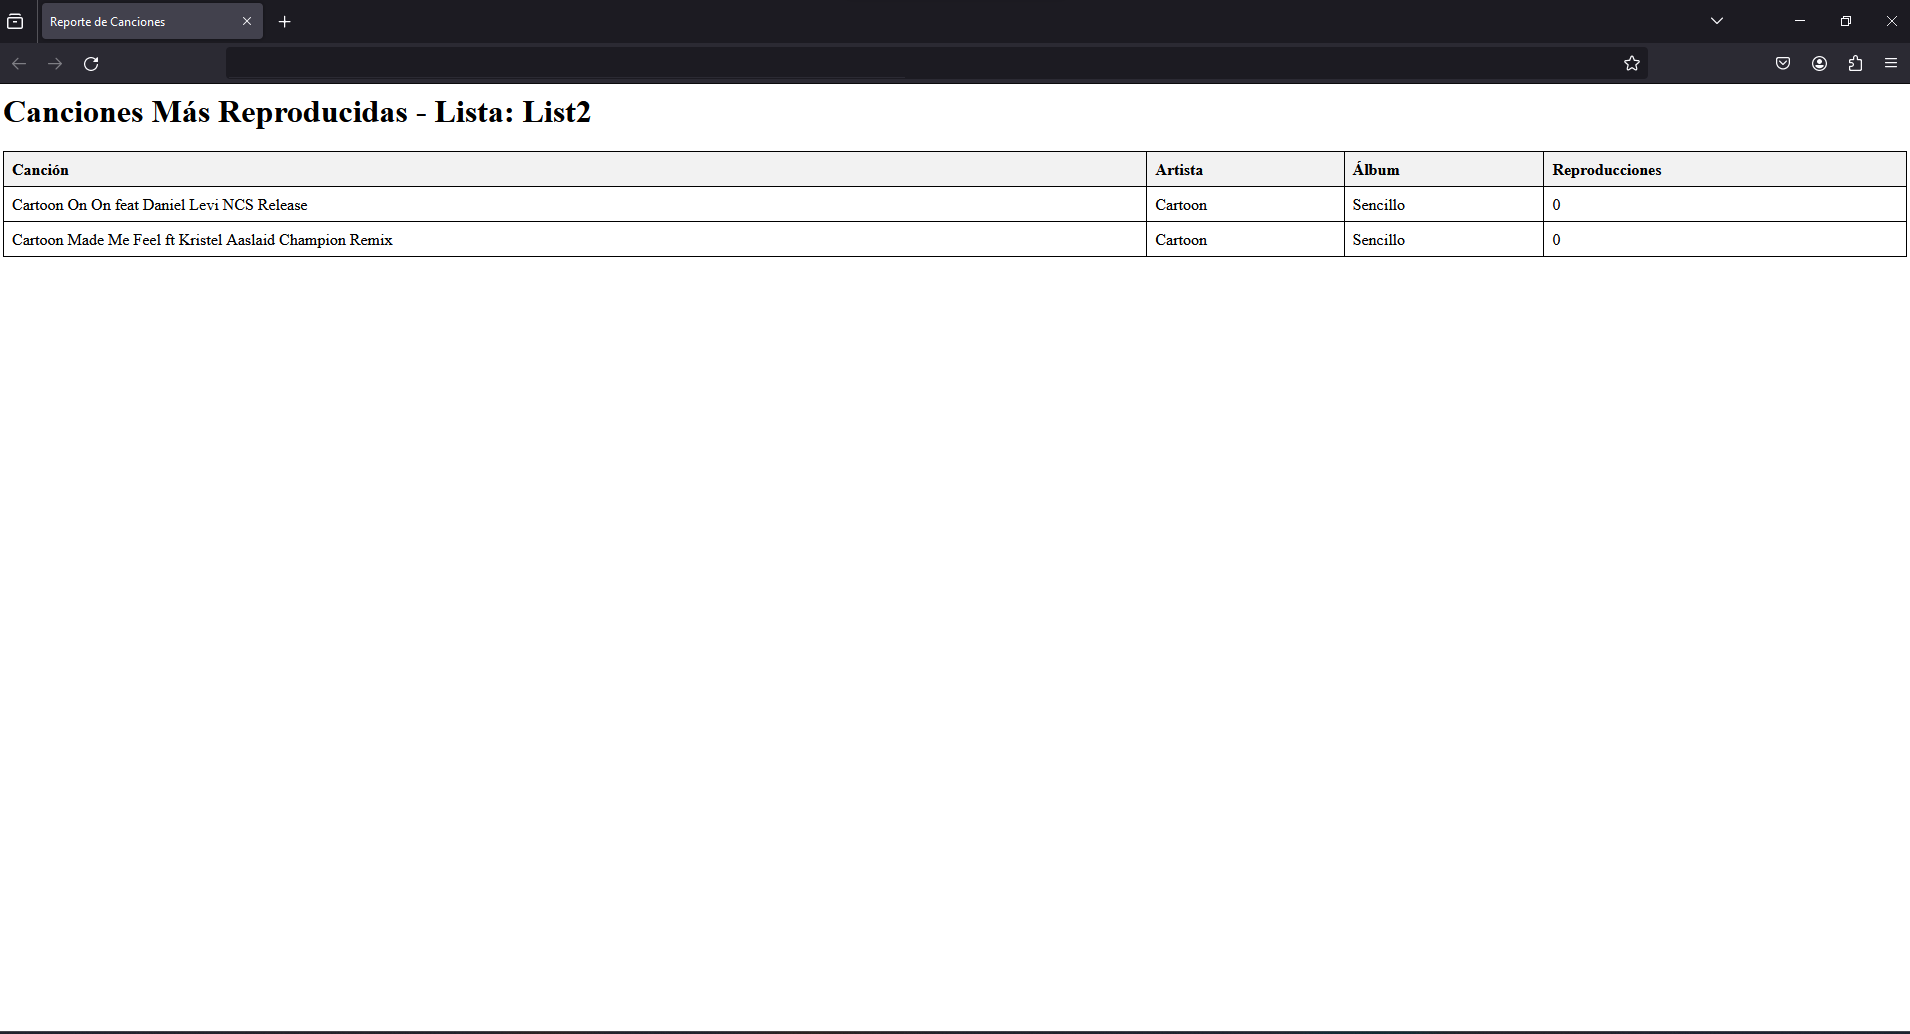 Reporte de Canciones
Canciones Más Reproducidas - Lista: List2
Canción Artista Álbum Reproducciones
Cartoon On On feat Daniel Levi NCS Release Cartoon Sencillo 0
Cartoon Made Me Feel ft Kristel Aaslaid Champion Remix Cartoon Sencillo 0